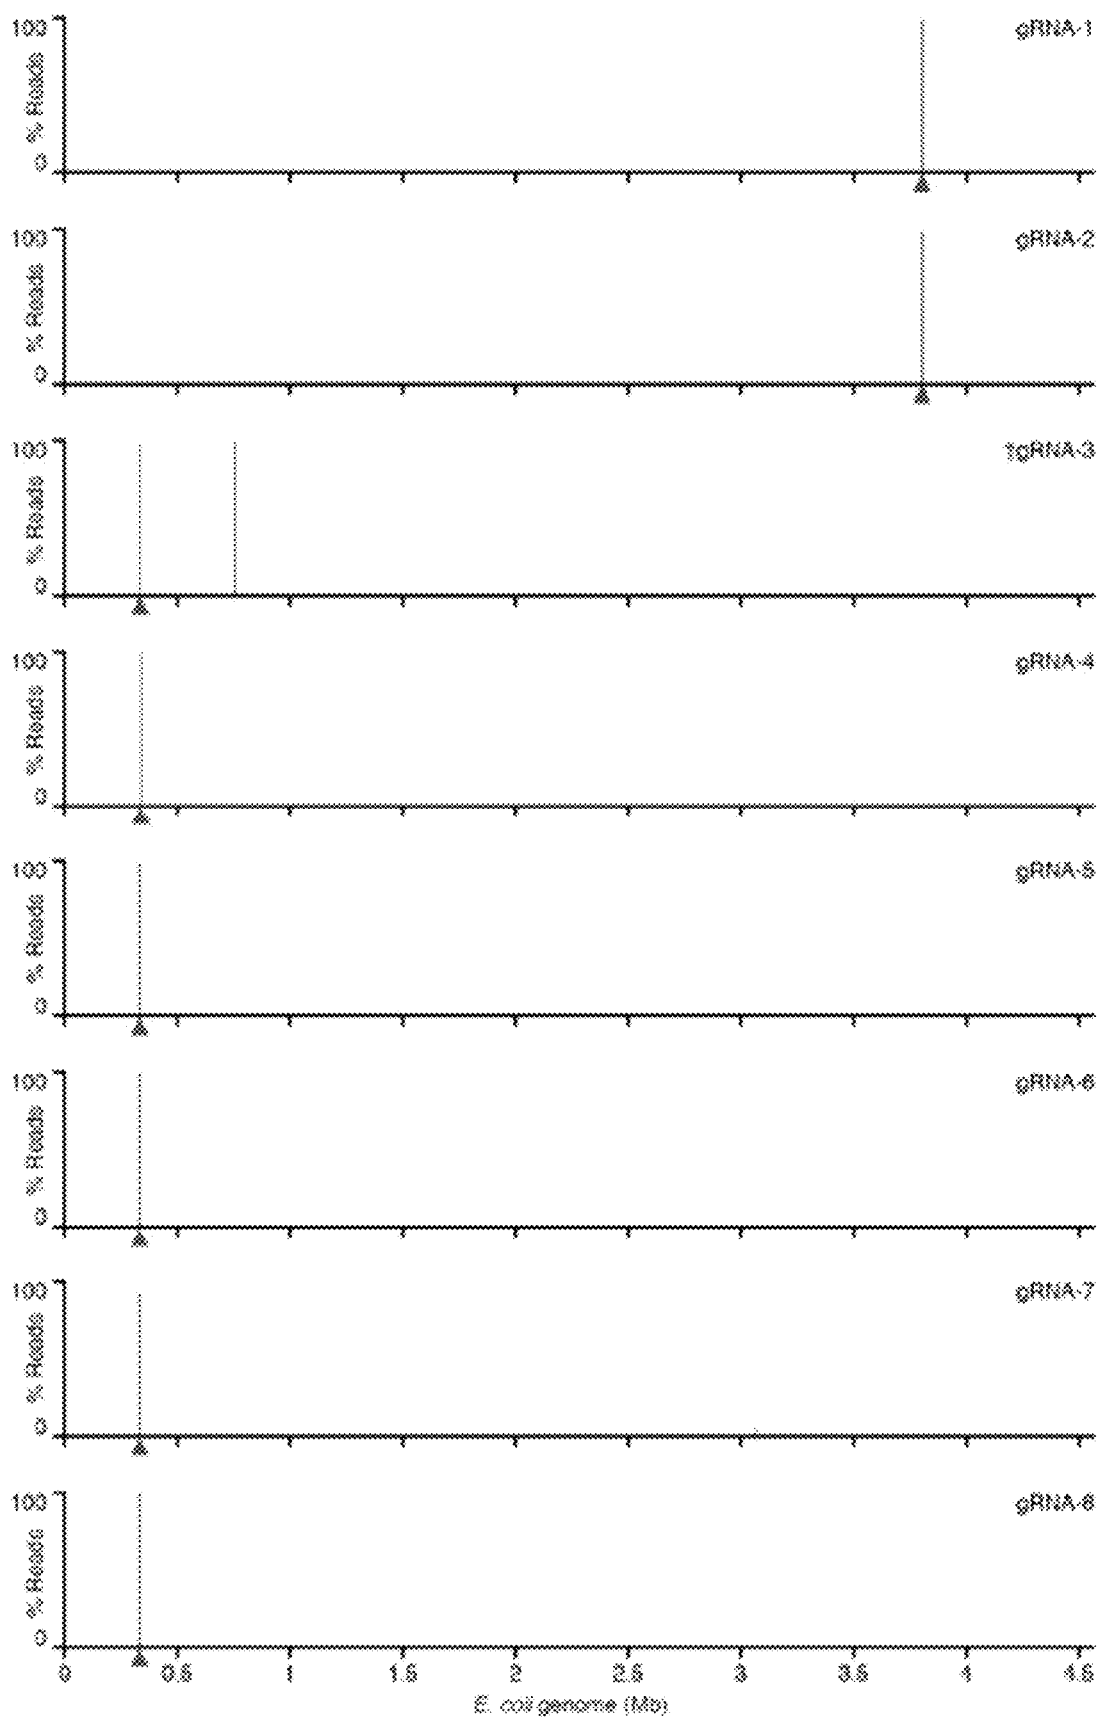 100 gRNA-1
% Reads
0
100 gRNA-2
% Reads
0
100 †gRNA-3
% Reads
0
100 gRNA-4
% Reads
0
100 gRNA-5
% Reads
0
100 gRNA-6
% Reads
0
100 gRNA-7
% Reads
0
100 gRNA-8
% Reads
0
0 0.5 1 1.5 2 2.5 3 3.5 4 4.5
E. coli genome (Mb)